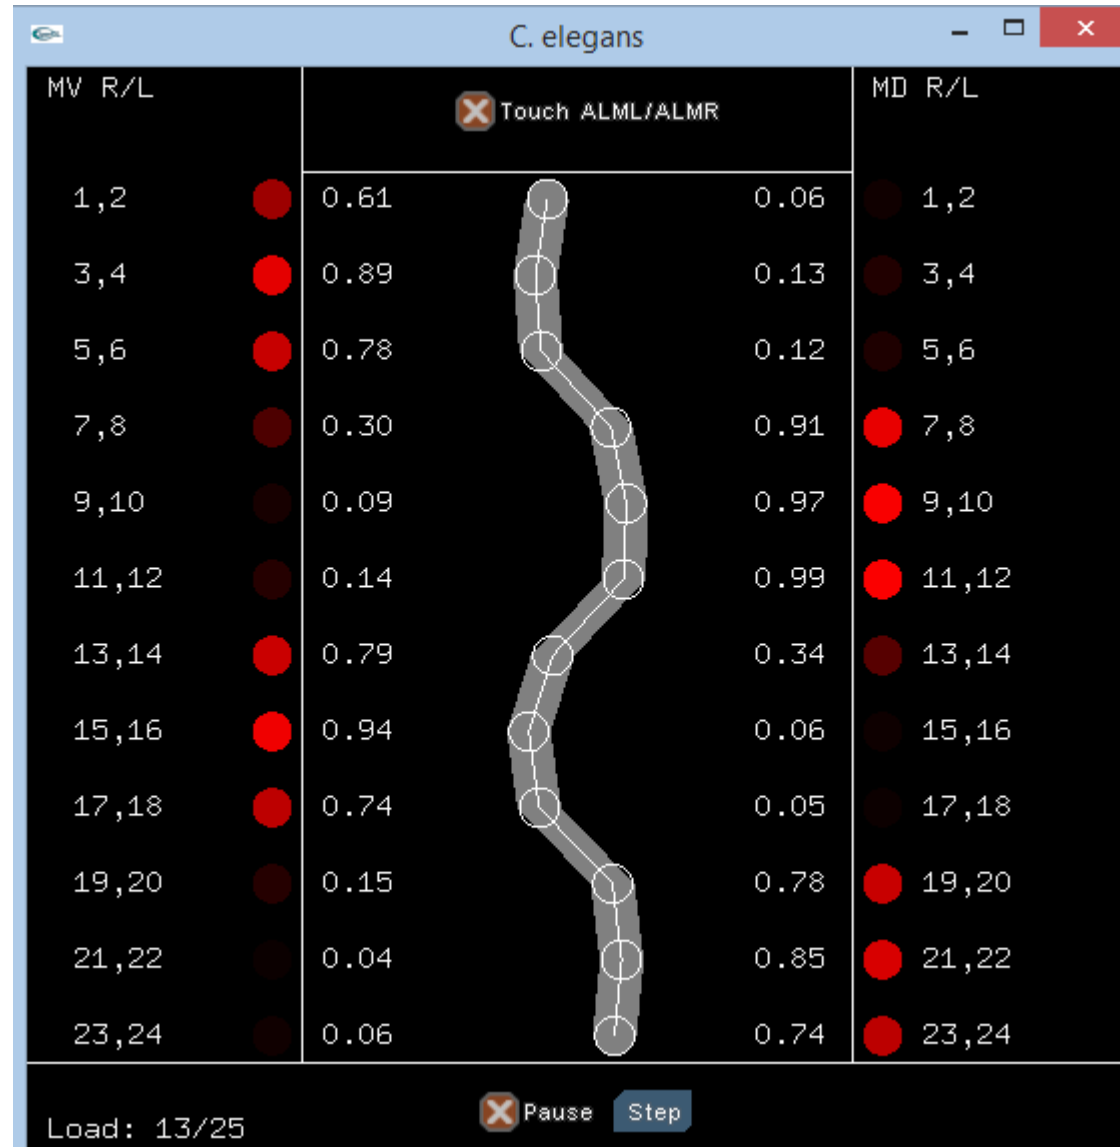 C. elegans
MV R/L MD R/L
Touch ALML/ALMR
1,2 0.61 0.06 1,2
3,4 0.89 0.13 3,4
5,6 0.78 0.12 5,6
7,8 0.30 0.91 7,8
9,10 0.09 0.97 9,10
11,12 0.14 0.99 11,12
13,14 0.79 0.34 13,14
15,16 0.94 0.06 15,16
17,18 0.74 0.05 17,18
19,20 0.15 0.78 19,20
21,22 0.04 0.85 21,22
23,24 0.06 0.74 23,24
Pause Step
Load: 13/25